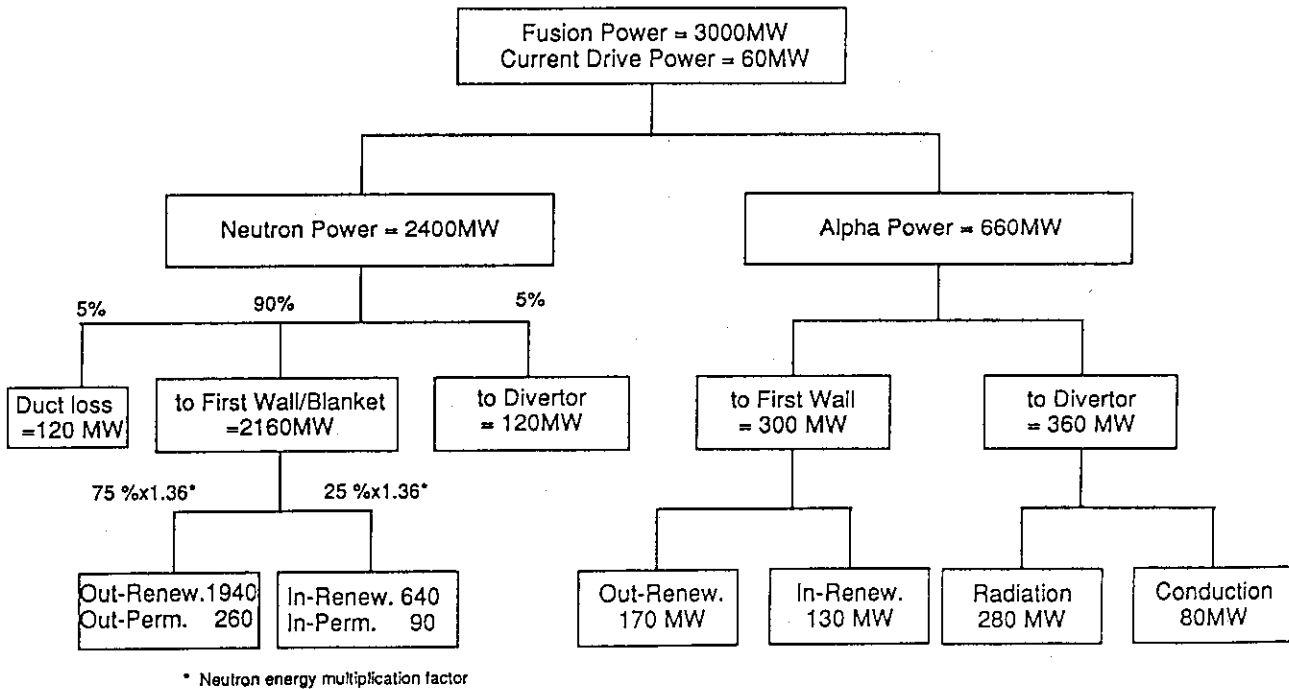 Fusion Power = 3000MW
Current Drive Power = 60MW
Neutron Power = 2400MW
Alpha Power = 660MW
5%
90%
5%
Duct loss
=120 MW
to First Wall/Blanket
=2160MW
to Divertor
= 120MW
to First Wall
= 300 MW
to Divertor
= 360 MW
75 %x1.36*
25 %x1.36*
Out-Renew.1940
Out-Perm. 260
In-Renew. 640
In-Perm. 90
Out-Renew.
170 MW
In-Renew.
130 MW
Radiation
280 MW
Conduction
80MW
* Neutron energy multiplication factor